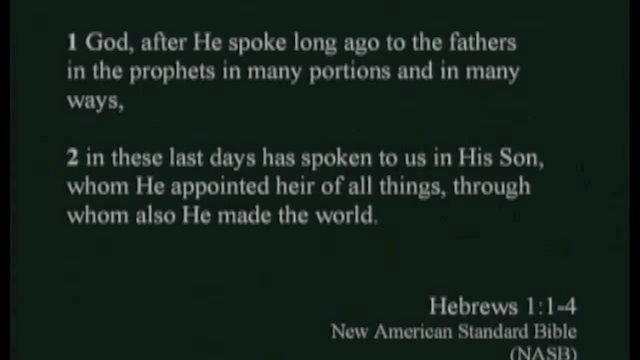 1 God, after He spoke long ago to the fathers
in the prophets in many portions and in many
ways,
2 in these last days has spoken to us in His Son,
whom He appointed heir of all things, through
whom also He made the world.
Hebrews 1:1-4
New American Standard Bible
(NASB)